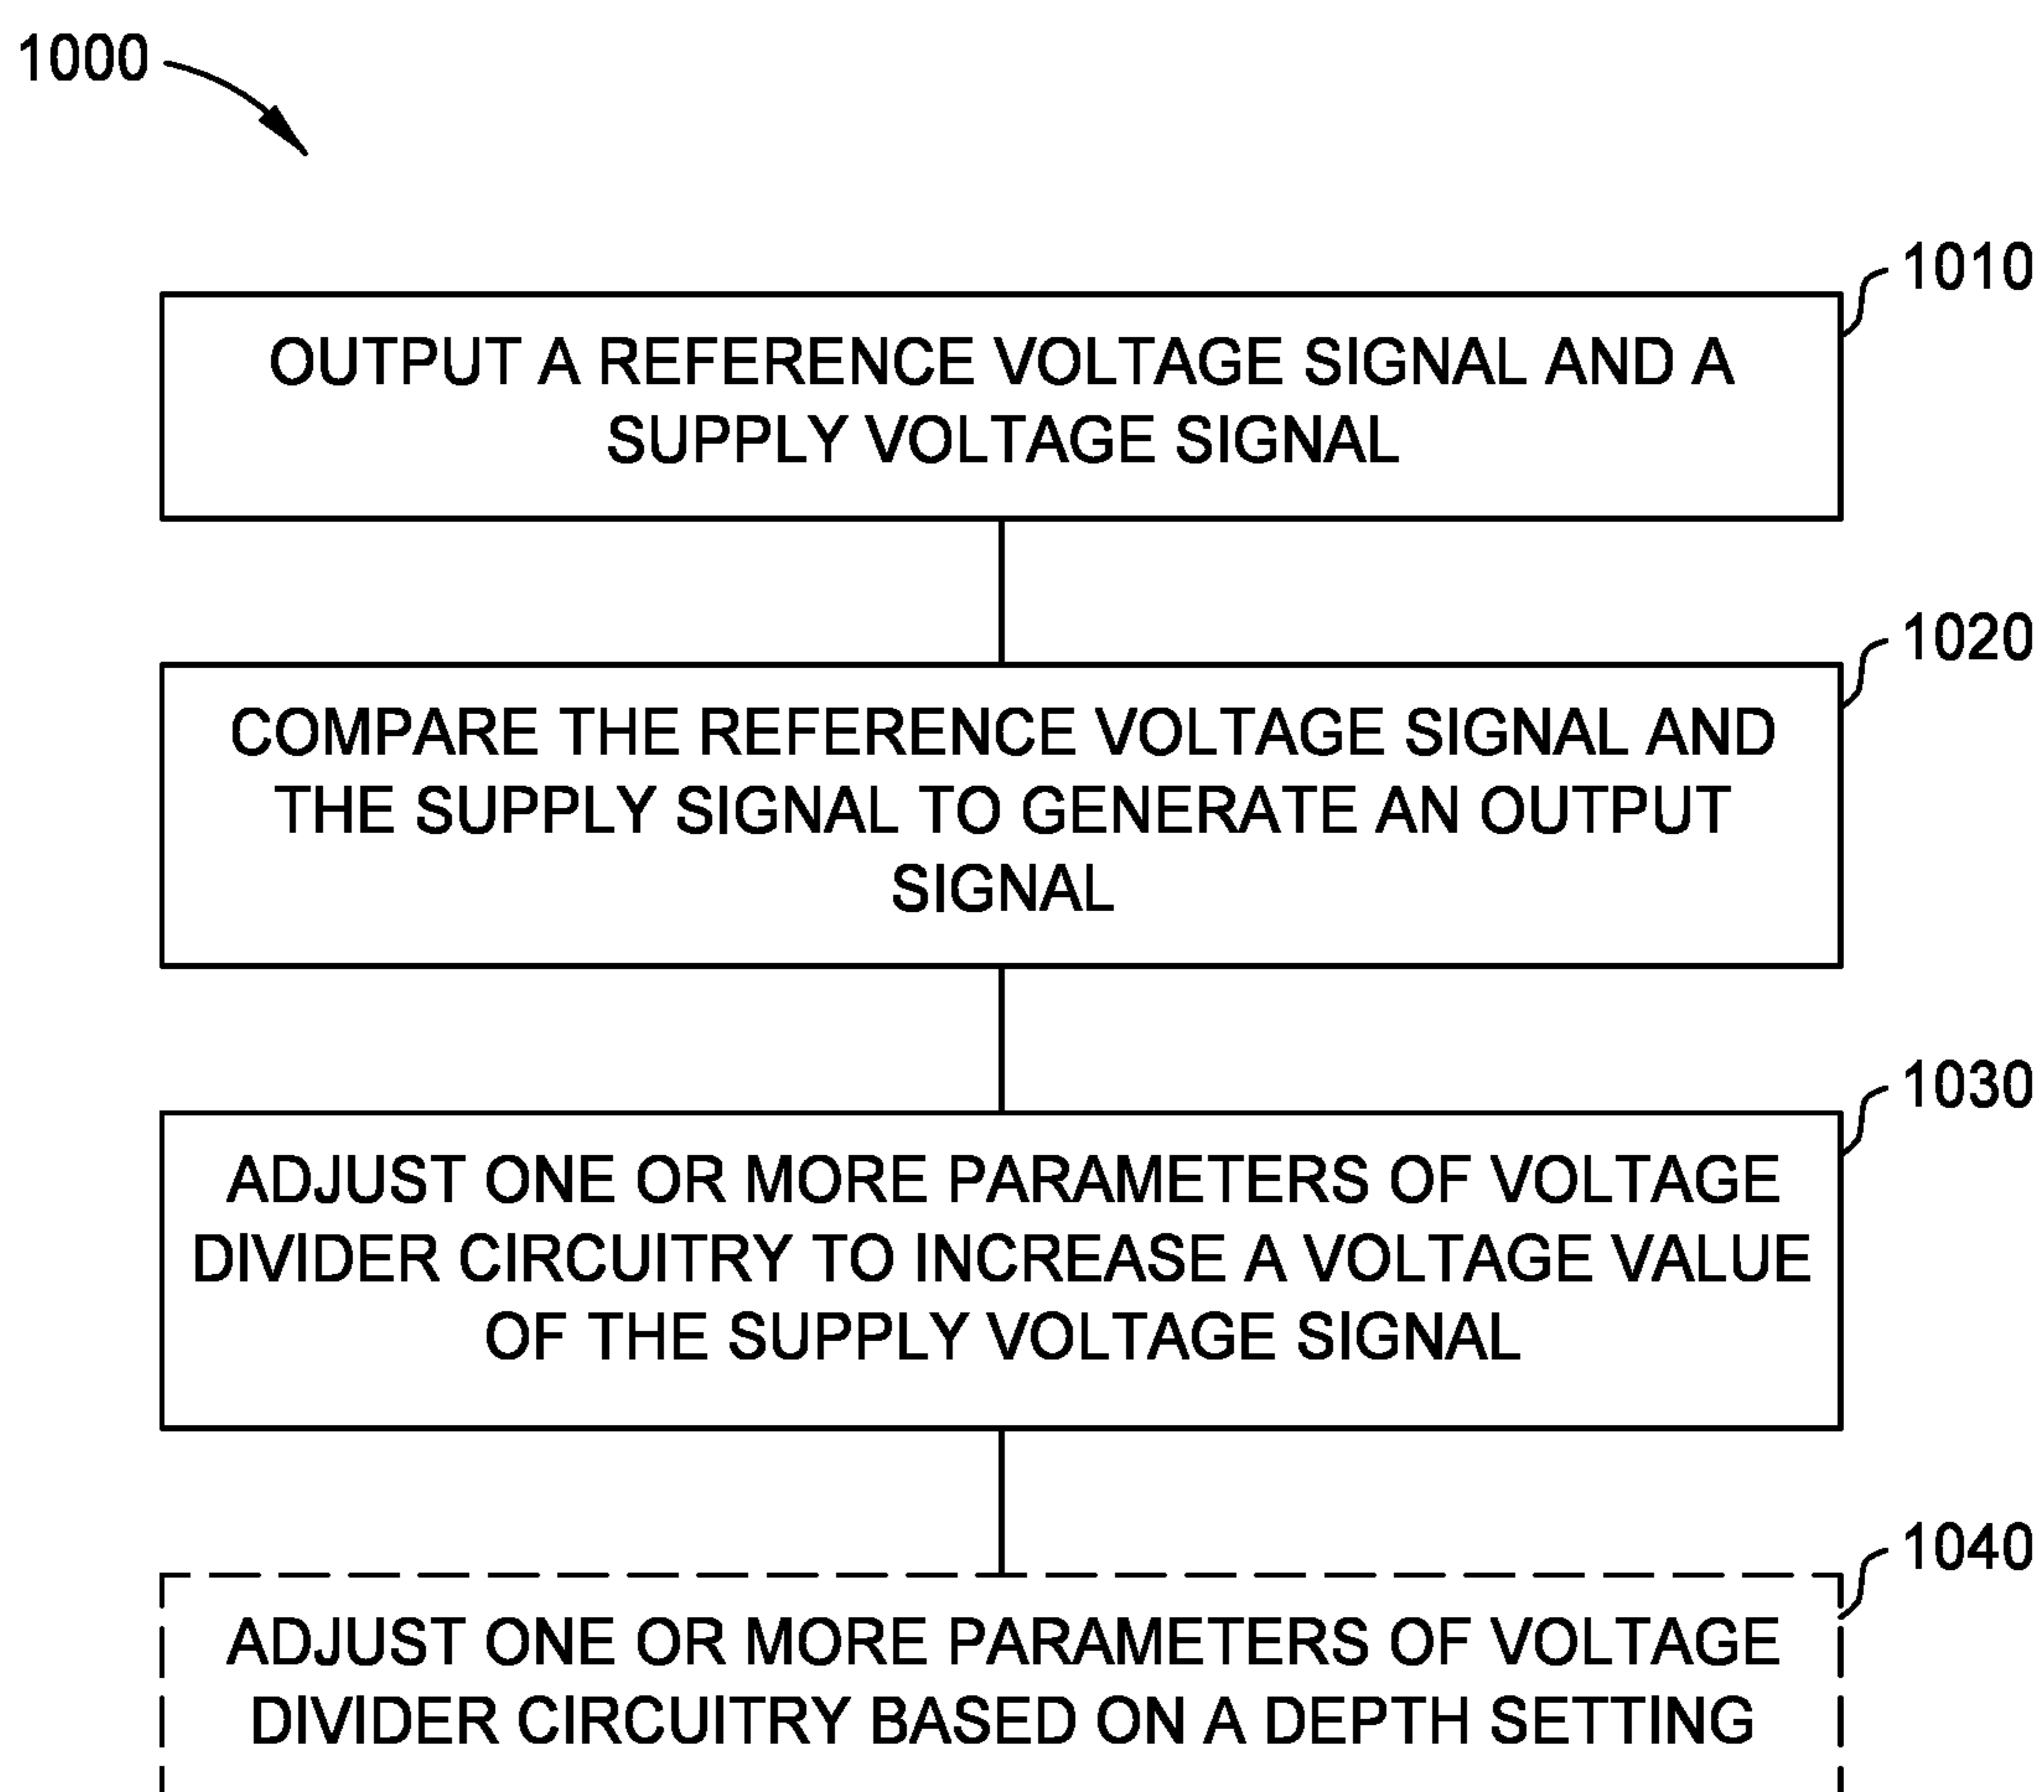 1000
1010
OUTPUT A REFERENCE VOLTAGE SIGNAL AND A
SUPPLY VOLTAGE SIGNAL
1020
COMPARE THE REFERENCE VOLTAGE SIGNAL AND
THE SUPPLY SIGNAL TO GENERATE AN OUTPUT
SIGNAL
1030
ADJUST ONE OR MORE PARAMETERS OF VOLTAGE
DIVIDER CIRCUITRY TO INCREASE A VOLTAGE VALUE
OF THE SUPPLY VOLTAGE SIGNAL
1040
ADJUST ONE OR MORE PARAMETERS OF VOLTAGE
DIVIDER CIRCUITRY BASED ON A DEPTH SETTING